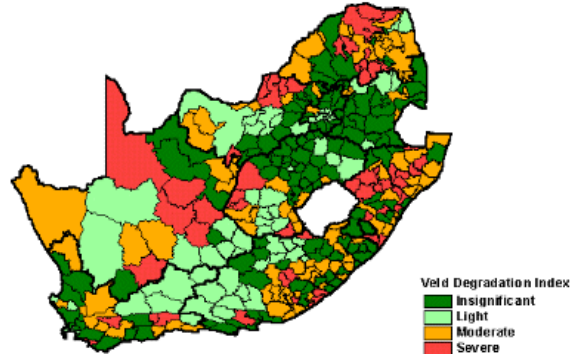 Veld Degradation Index
Insignificant
Light
Moderate
Severe